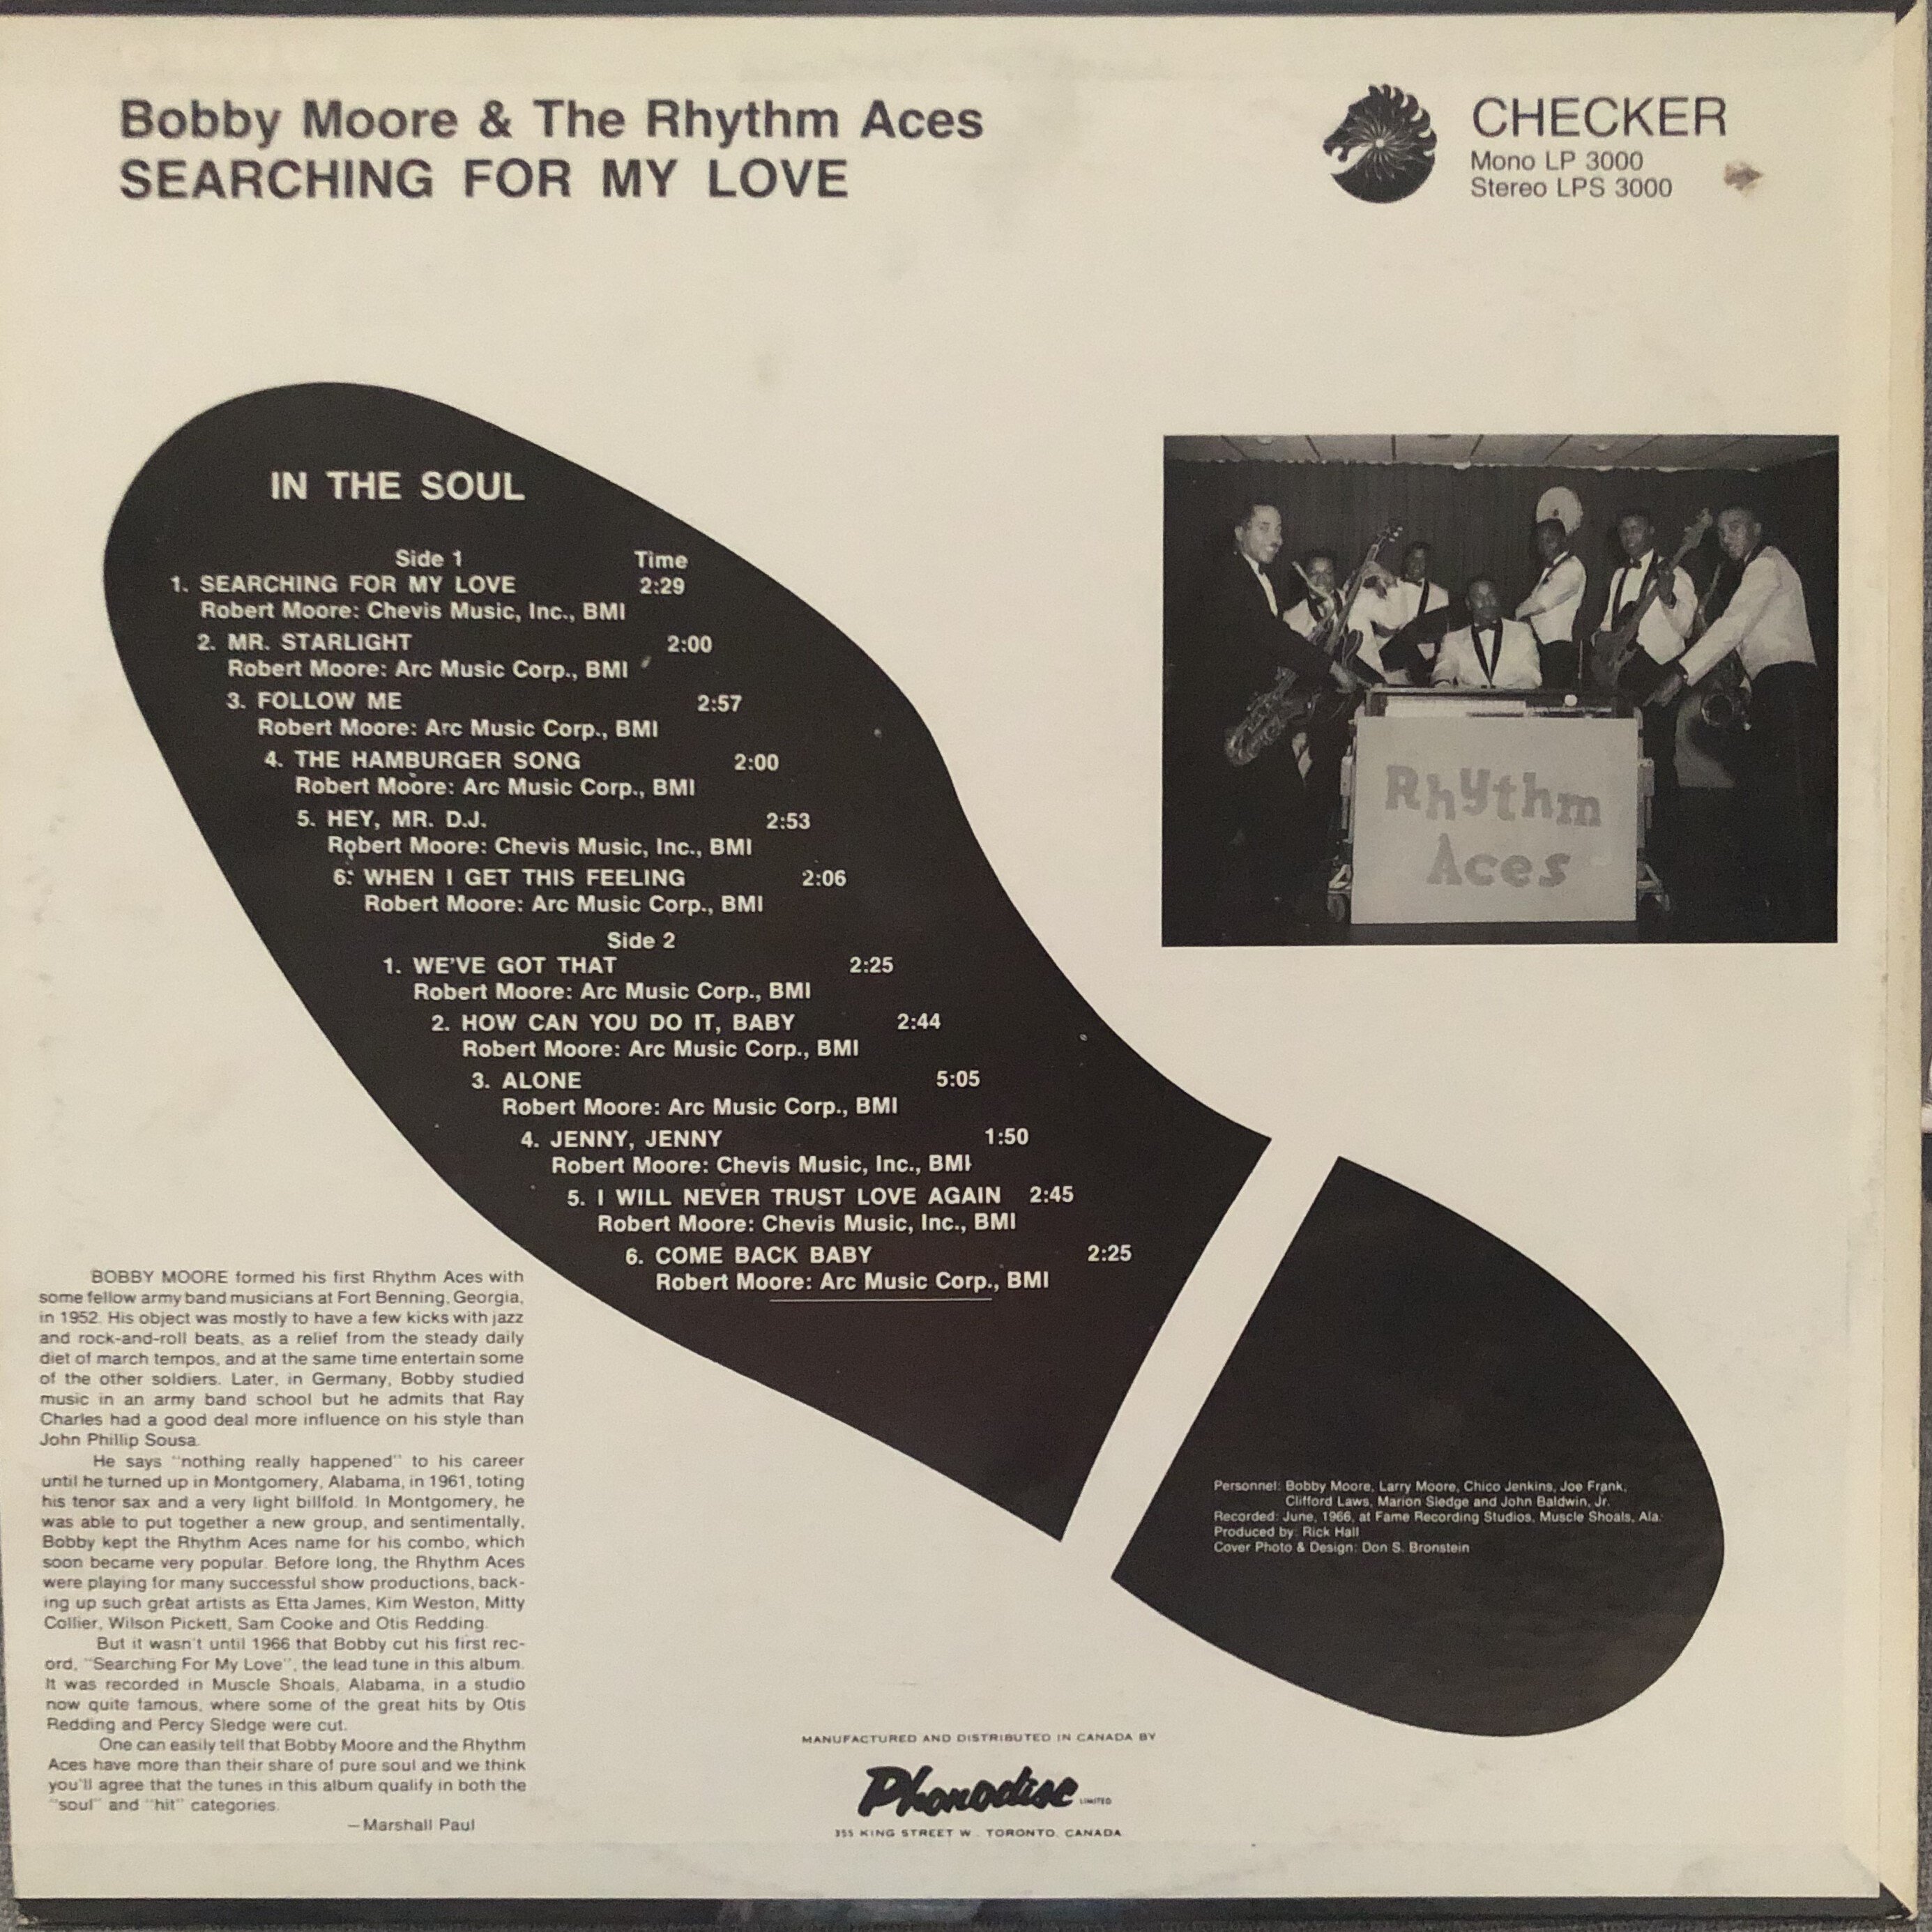 Bobby Moore & The Rhythm Aces
SEARCHING FOR MY LOVE
CHECKER
Mono LP 3000
Stereo LPS 3000
IN THE SOUL
Side 1 Time
1. SEARCHING FOR MY LOVE 2:29
Robert Moore: Chevis Music, Inc., BMI
2. MR. STARLIGHT 2:00
Robert Moore: Arc Music Corp., BMI
3. FOLLOW ME 2:57
Robert Moore: Arc Music Corp., BMI
4. THE HAMBURGER SONG 2:00
Robert Moore: Arc Music Corp., BMI
5. HEY, MR. D.J. 2:53
Robert Moore: Chevis Music, Inc., BMI
6. WHEN I GET THIS FEELING 2:06
Robert Moore: Arc Music Corp., BMI
Side 2
1. WE'VE GOT THAT 2:25
Robert Moore: Arc Music Corp., BMI
2. HOW CAN YOU DO IT, BABY 2:44
Robert Moore: Arc Music Corp., BMI
3. ALONE 5:05
Robert Moore: Arc Music Corp., BMI
4. JENNY, JENNY 1:50
Robert Moore: Chevis Music, Inc., BMI
5. I WILL NEVER TRUST LOVE AGAIN 2:45
Robert Moore: Chevis Music, Inc., BMI
6. COME BACK BABY 2:25
Robert Moore: Arc Music Corp., BMI
Rhythm
Aces
BOBBY MOORE formed his first Rhythm Aces with
some fellow army band musicians at Fort Benning, Georgia,
in 1952. His object was mostly to have a few kicks with jazz
and rock-and-roll beats, as a relief from the steady daily
diet of march tempos, and at the same time entertain some
of the other soldiers. Later, in Germany, Bobby studied
music in an army band school but he admits that Ray
Charles had a good deal more influence on his style than
John Phillip Sousa.
He says "nothing really happened" to his career
until he turned up in Montgomery, Alabama, in 1961, toting
his tenor sax and a very light billfold. In Montgomery, he
was able to put together a new group, and sentimentally,
Bobby kept the Rhythm Aces name for his combo, which
soon became very popular. Before long, the Rhythm Aces
were playing for many successful show productions, back-
ing up such great artists as Etta James, Kim Weston, Mitty
Collier, Wilson Pickett, Sam Cooke and Otis Redding.
But it wasn't until 1966 that Bobby cut his first rec-
ord, "Searching For My Love", the lead tune in this album.
It was recorded in Muscle Shoals, Alabama, in a studio
now quite famous, where some of the great hits by Otis
Redding and Percy Sledge were cut.
One can easily tell that Bobby Moore and the Rhythm
Aces have more than their share of pure soul and we think
you'll agree that the tunes in this album qualify in both the
"soul" and "hit" categories.
—Marshall Paul
Personnel: Bobby Moore, Larry Moore, Chico Jenkins, Joe Frank,
Clifford Laws, Marion Sledge and John Baldwin, Jr.
Recorded: June, 1966, at Fame Recording Studios, Muscle Shoals, Ala.
Produced by: Rick Hall
Cover Photo & Design: Don S. Bronstein
MANUFACTURED AND DISTRIBUTED IN CANADA BY
Phonodisc LIMITED
355 KING STREET W., TORONTO, CANADA